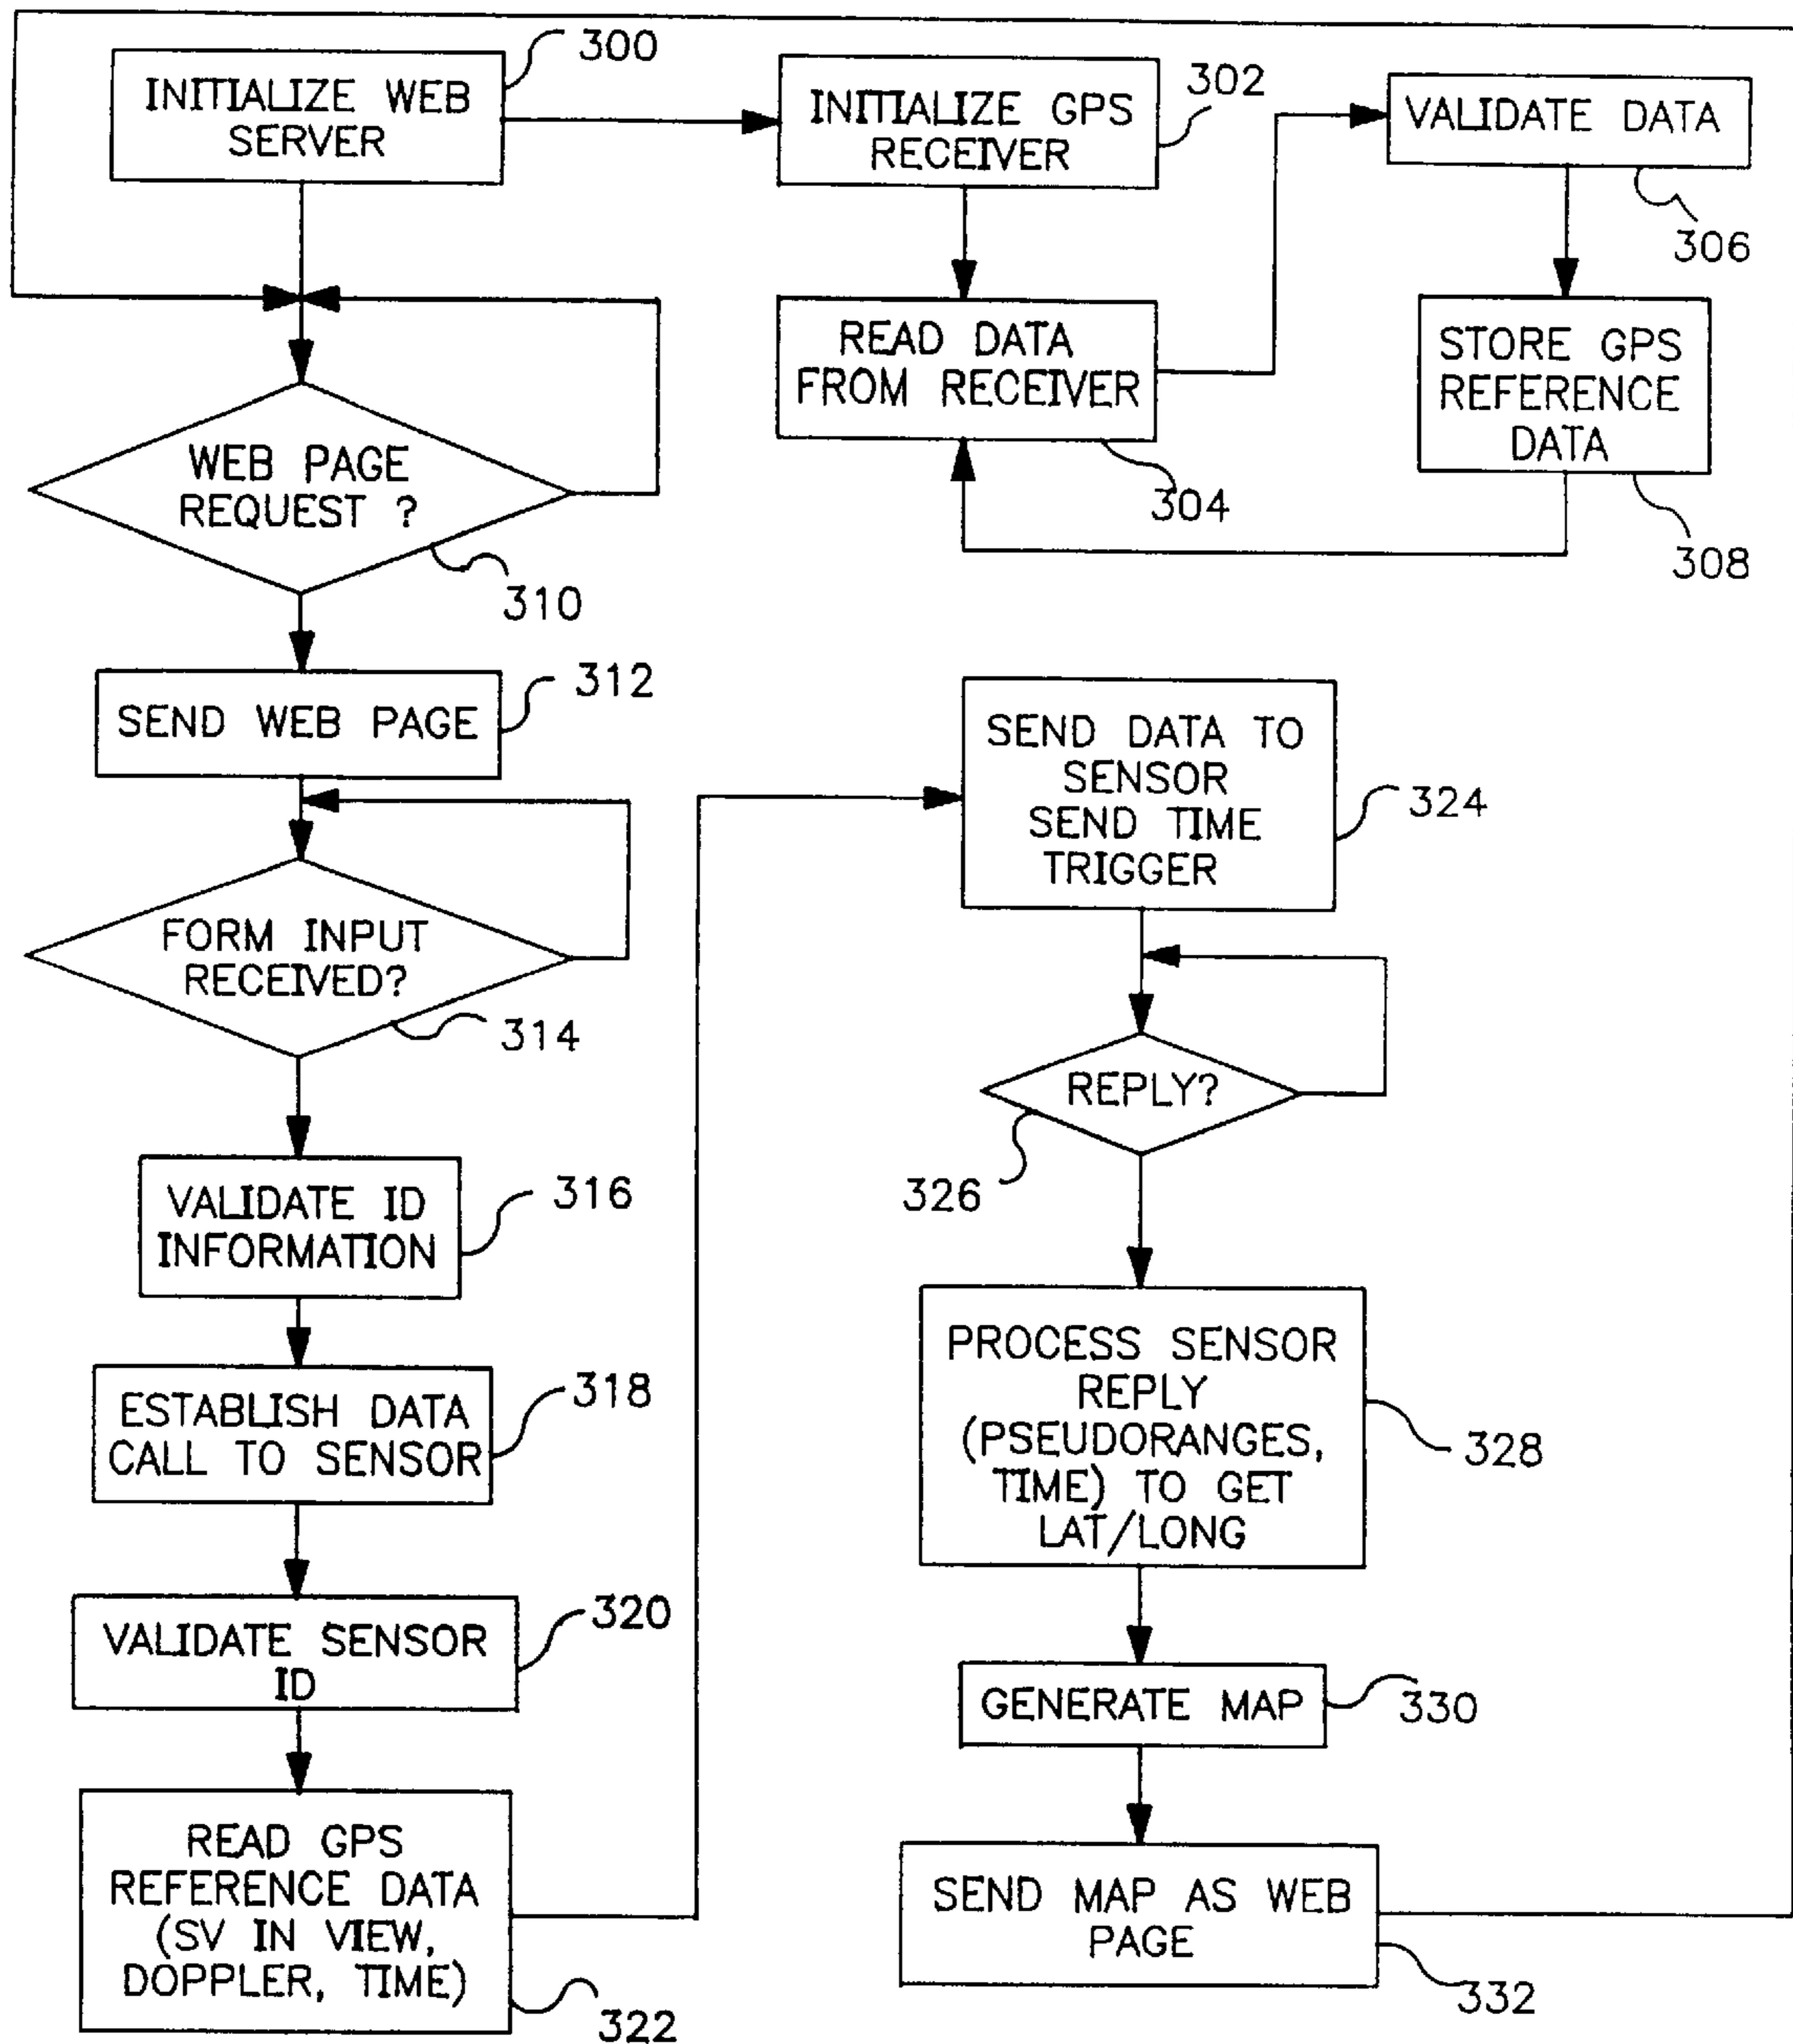 INITIALIZE WEB
SERVER
300
INITIALIZE GPS
RECEIVER
302
VALIDATE DATA
306
READ DATA
FROM RECEIVER
304
STORE GPS
REFERENCE
DATA
308
WEB PAGE
REQUEST ?
310
SEND WEB PAGE
312
FORM INPUT
RECEIVED?
314
VALIDATE ID
INFORMATION
316
ESTABLISH DATA
CALL TO SENSOR
318
VALIDATE SENSOR
ID
320
READ GPS
REFERENCE DATA
(SV IN VIEW,
DOPPLER, TIME)
322
SEND DATA TO
SENSOR
SEND TIME
TRIGGER
324
REPLY?
326
PROCESS SENSOR
REPLY
(PSEUDORANGES,
TIME) TO GET
LAT/LONG
328
GENERATE MAP
330
SEND MAP AS WEB
PAGE
332